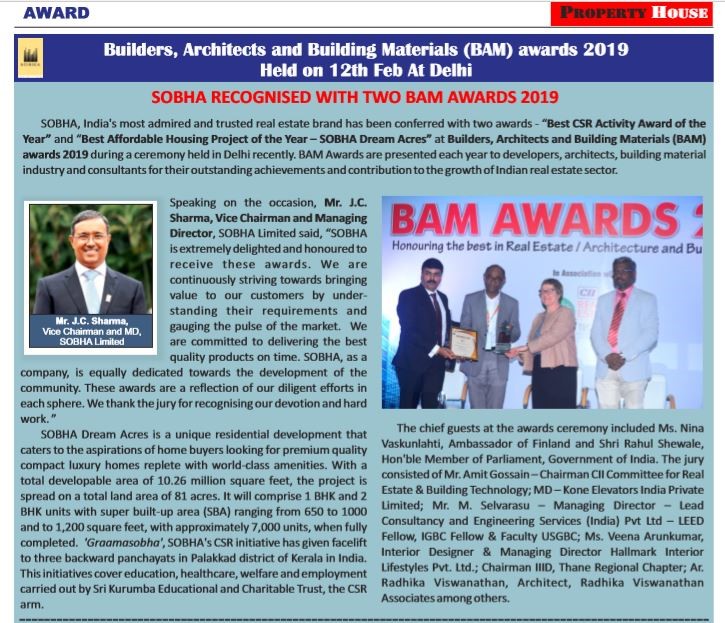 AWARD
PROPERTY HOUSE
SOBHA
Builders, Architects and Building Materials (BAM) awards 2019
Held on 12th Feb At Delhi
SOBHA RECOGNISED WITH TWO BAM AWARDS 2019
SOBHA, India's most admired and trusted real estate brand has been conferred with two awards - "Best CSR Activity Award of the
Year" and "Best Affordable Housing Project of the Year – SOBHA Dream Acres" at Builders, Architects and Building Materials (BAM)
awards 2019 during a ceremony held in Delhi recently. BAM Awards are presented each year to developers, architects, building material
industry and consultants for their outstanding achievements and contribution to the growth of Indian real estate sector.
Mr. J.C. Sharma,
Vice Chairman and MD,
SOBHA Limited
Speaking on the occasion, Mr. J.C.
Sharma, Vice Chairman and Managing
Director, SOBHA Limited said, "SOBHA
is extremely delighted and honoured to
receive these awards. We are
continuously striving towards bringing
value to our customers by under-
standing their requirements and
gauging the pulse of the market. We
are committed to delivering the best
quality products on time. SOBHA, as a
company, is equally dedicated towards the development of the
community. These awards are a reflection of our diligent efforts in
each sphere. We thank the jury for recognising our devotion and hard
work."
SOBHA Dream Acres is a unique residential development that
caters to the aspirations of home buyers looking for premium quality
compact luxury homes replete with world-class amenities. With a
total developable area of 10.26 million square feet, the project is
spread on a total land area of 81 acres. It will comprise 1 BHK and 2
BHK units with super built-up area (SBA) ranging from 650 to 1000
and to 1,200 square feet, with approximately 7,000 units, when fully
completed. 'Graamasobha', SOBHA's CSR initiative has given facelift
to three backward panchayats in Palakkad district of Kerala in India.
This initiatives cover education, healthcare, welfare and employment
carried out by Sri Kurumba Educational and Charitable Trust, the CSR
arm.
BAM AWARDS 2
Honouring the best in Real Estate / Architecture and Bu
In Association wi
CII
The chief guests at the awards ceremony included Ms. Nina
Vaskunlahti, Ambassador of Finland and Shri Rahul Shewale,
Hon'ble Member of Parliament, Government of India. The jury
consisted of Mr. Amit Gossain – Chairman CII Committee for Real
Estate & Building Technology; MD – Kone Elevators India Private
Limited; Mr. M. Selvarasu – Managing Director – Lead
Consultancy and Engineering Services (India) Pvt Ltd – LEED
Fellow, IGBC Fellow & Faculty USGBC; Ms. Veena Arunkumar,
Interior Designer & Managing Director Hallmark Interior
Lifestyles Pvt. Ltd.; Chairman IIID, Thane Regional Chapter; Ar.
Radhika Viswanathan, Architect, Radhika Viswanathan
Associates among others.